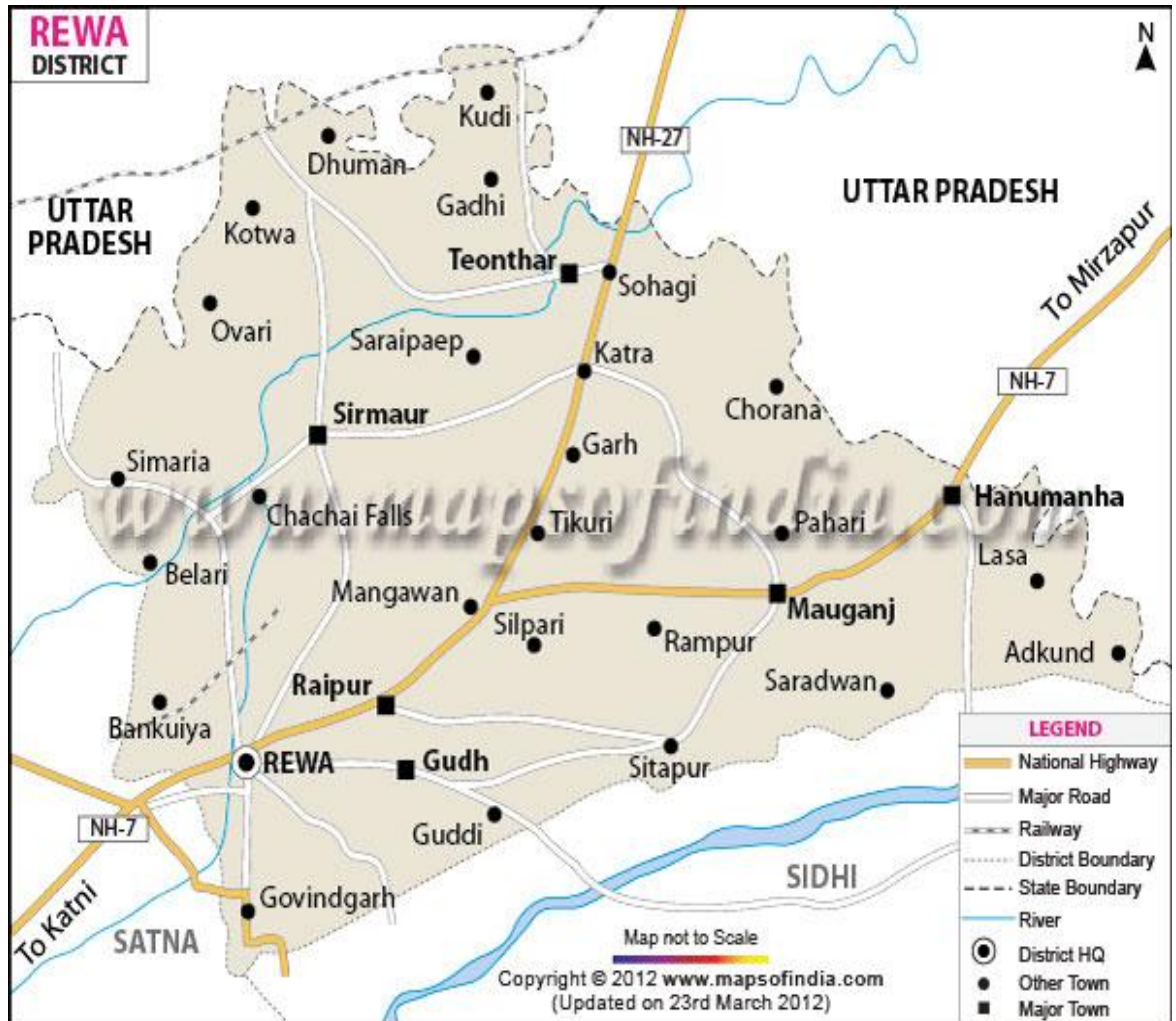 REWA
DISTRICT
N
Kudi
NH-27
Dhuman
UTTAR
PRADESH
Gadhi
UTTAR PRADESH
Kotwa
To Mirzapur
Teonthar
Sohagi
Ovari
Saraipaep
Katra
NH-7
Chorana
Sirmaur
Garh
Simaria
Hanumanha
www.mapsofindia.com
Chachai Falls
Tikuri
Pahari
Lasa
Belari
Mangawan
Mauganj
Silpari
Rampur
Adkund
Raipur
Saradwan
Bankuiya
REWA
Gudh
Sitapur
NH-7
Guddi
SIDHI
To Katni
Govindgarh
SATNA
Map not to Scale
Copyright © 2012 www.mapsofindia.com
(Updated on 23rd March 2012)
LEGEND
National Highway
Major Road
Railway
District Boundary
State Boundary
River
District HQ
Other Town
Major Town